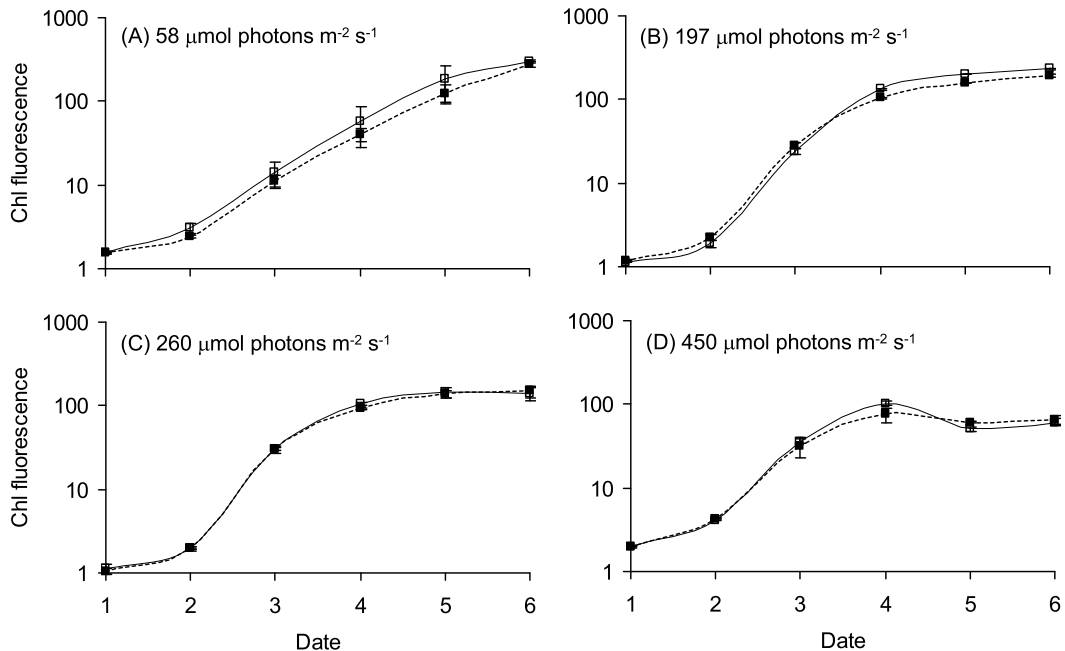 (A) 58 μmol photons m-2 s-1
1000
100
10
1
Chl fluorescence
(B) 197 μmol photons m-2 s-1
1000
100
10
1
(C) 260 μmol photons m-2 s-1
1000
100
10
1
Chl fluorescence
1 2 3 4 5 6
Date
(D) 450 μmol photons m-2 s-1
1000
100
10
1
1 2 3 4 5 6
Date